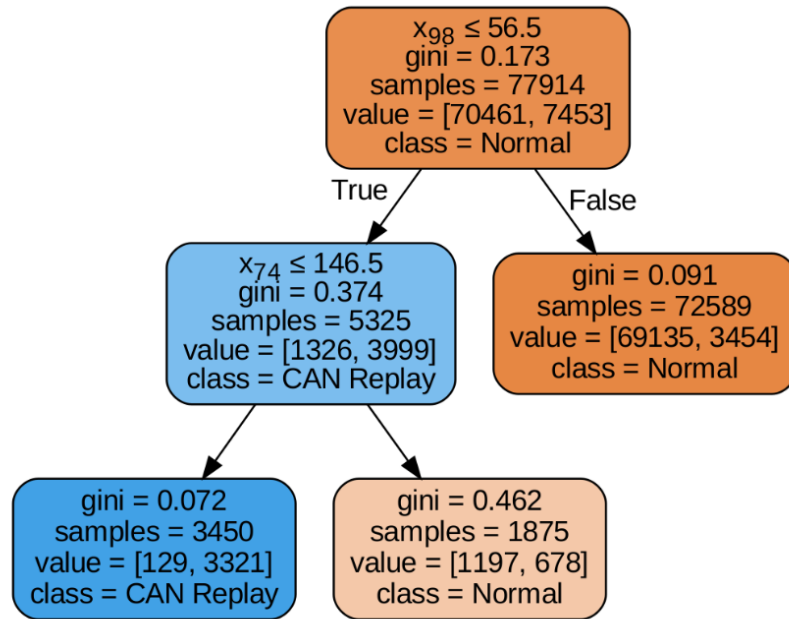 x98 ≤ 56.5
gini = 0.173
samples = 77914
value = [70461, 7453]
class = Normal
True
False
x74 ≤ 146.5
gini = 0.374
samples = 5325
value = [1326, 3999]
class = CAN Replay
gini = 0.091
samples = 72589
value = [69135, 3454]
class = Normal
gini = 0.072
samples = 3450
value = [129, 3321]
class = CAN Replay
gini = 0.462
samples = 1875
value = [1197, 678]
class = Normal